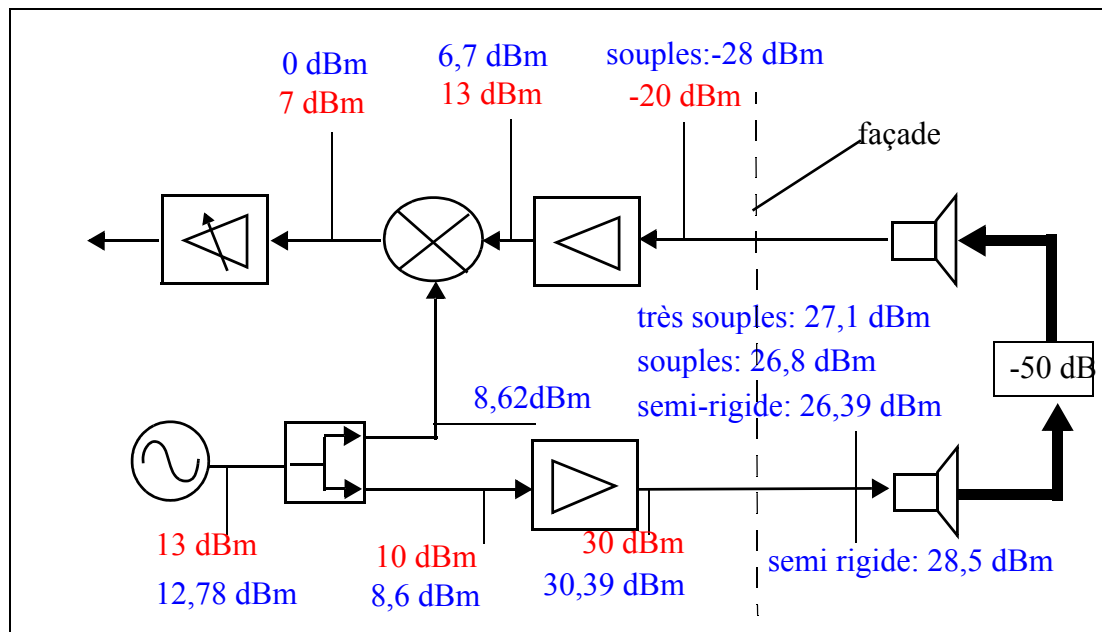 0 dBm
7 dBm
6,7 dBm
13 dBm
souples:-28 dBm
-20 dBm
façade
très souples: 27,1 dBm
souples: 26,8 dBm
semi-rigide: 26,39 dBm
-50 dB
8,62dBm
13 dBm
12,78 dBm
10 dBm
8,6 dBm
30 dBm
30,39 dBm
semi rigide: 28,5 dBm